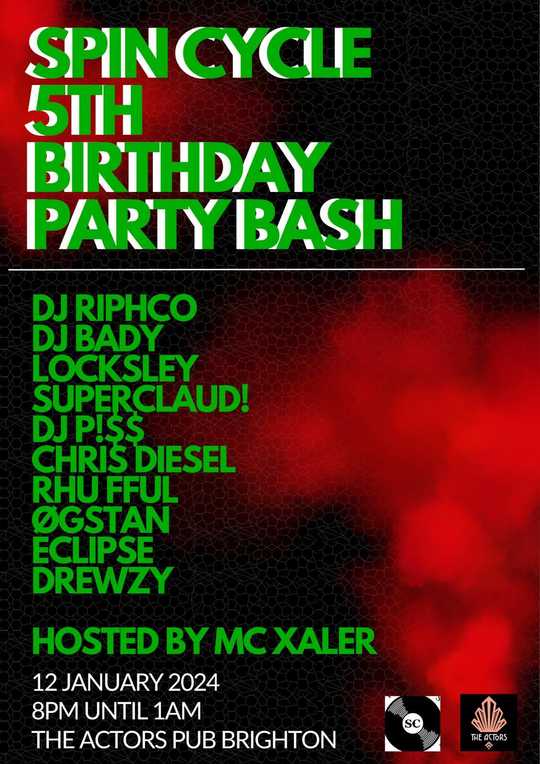 SPIN CYCLE
5TH
BIRTHDAY
PARTY BASH
DJ RIPHCO
DJ BADY
LOCKSLEY
SUPERCLAUD!
DJ P!$$
CHRIS DIESEL
RHU FFUL
ØGSTAN
ECLIPSE
DREWZY
HOSTED BY MC XALER
12 JANUARY 2024
8PM UNTIL 1AM
THE ACTORS PUB BRIGHTON
SC
THE ACTORS